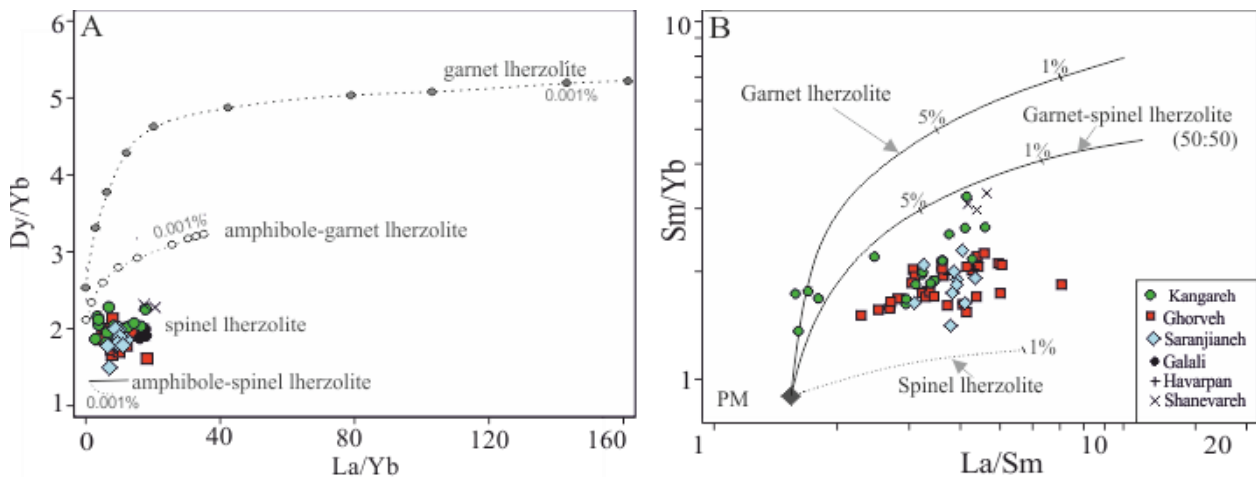 A
6
5
4
3
2
1
Dy/Yb
garnet lherzolite
0.001%
0.001%
amphibole-garnet lherzolite
spinel lherzolite
amphibole-spinel lherzolite
0.001%
0
40
80
120
160
La/Yb
B
10
1
Sm/Yb
1%
Garnet lherzolite
5%
Garnet-spinel lherzolite
(50:50)
1%
5%
1%
Spinel lherzolite
PM
Kangareh
Ghorveh
Saranjianeh
Galali
Havarpan
Shanevareh
1
10
20
La/Sm